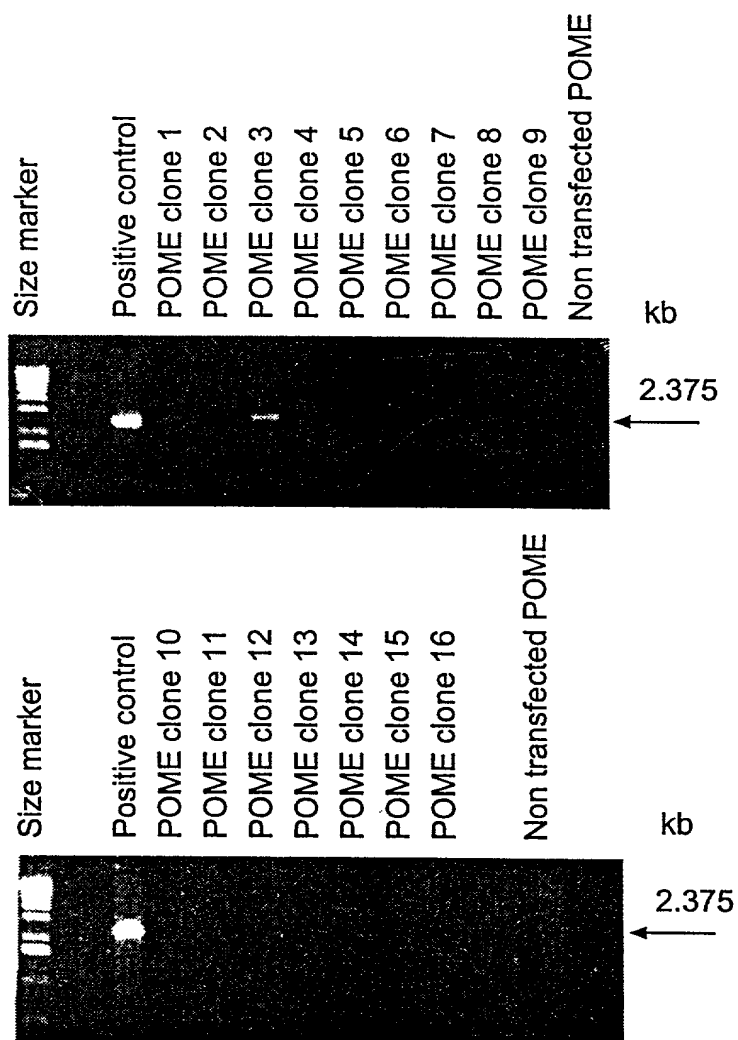 Size marker
Positive control
POME clone 1
POME clone 2
POME clone 3
POME clone 4
POME clone 5
POME clone 6
POME clone 7
POME clone 8
POME clone 9
Non transfected POME
kb
2.375
Size marker
Positive control
POME clone 10
POME clone 11
POME clone 12
POME clone 13
POME clone 14
POME clone 15
POME clone 16
Non transfected POME
kb
2.375